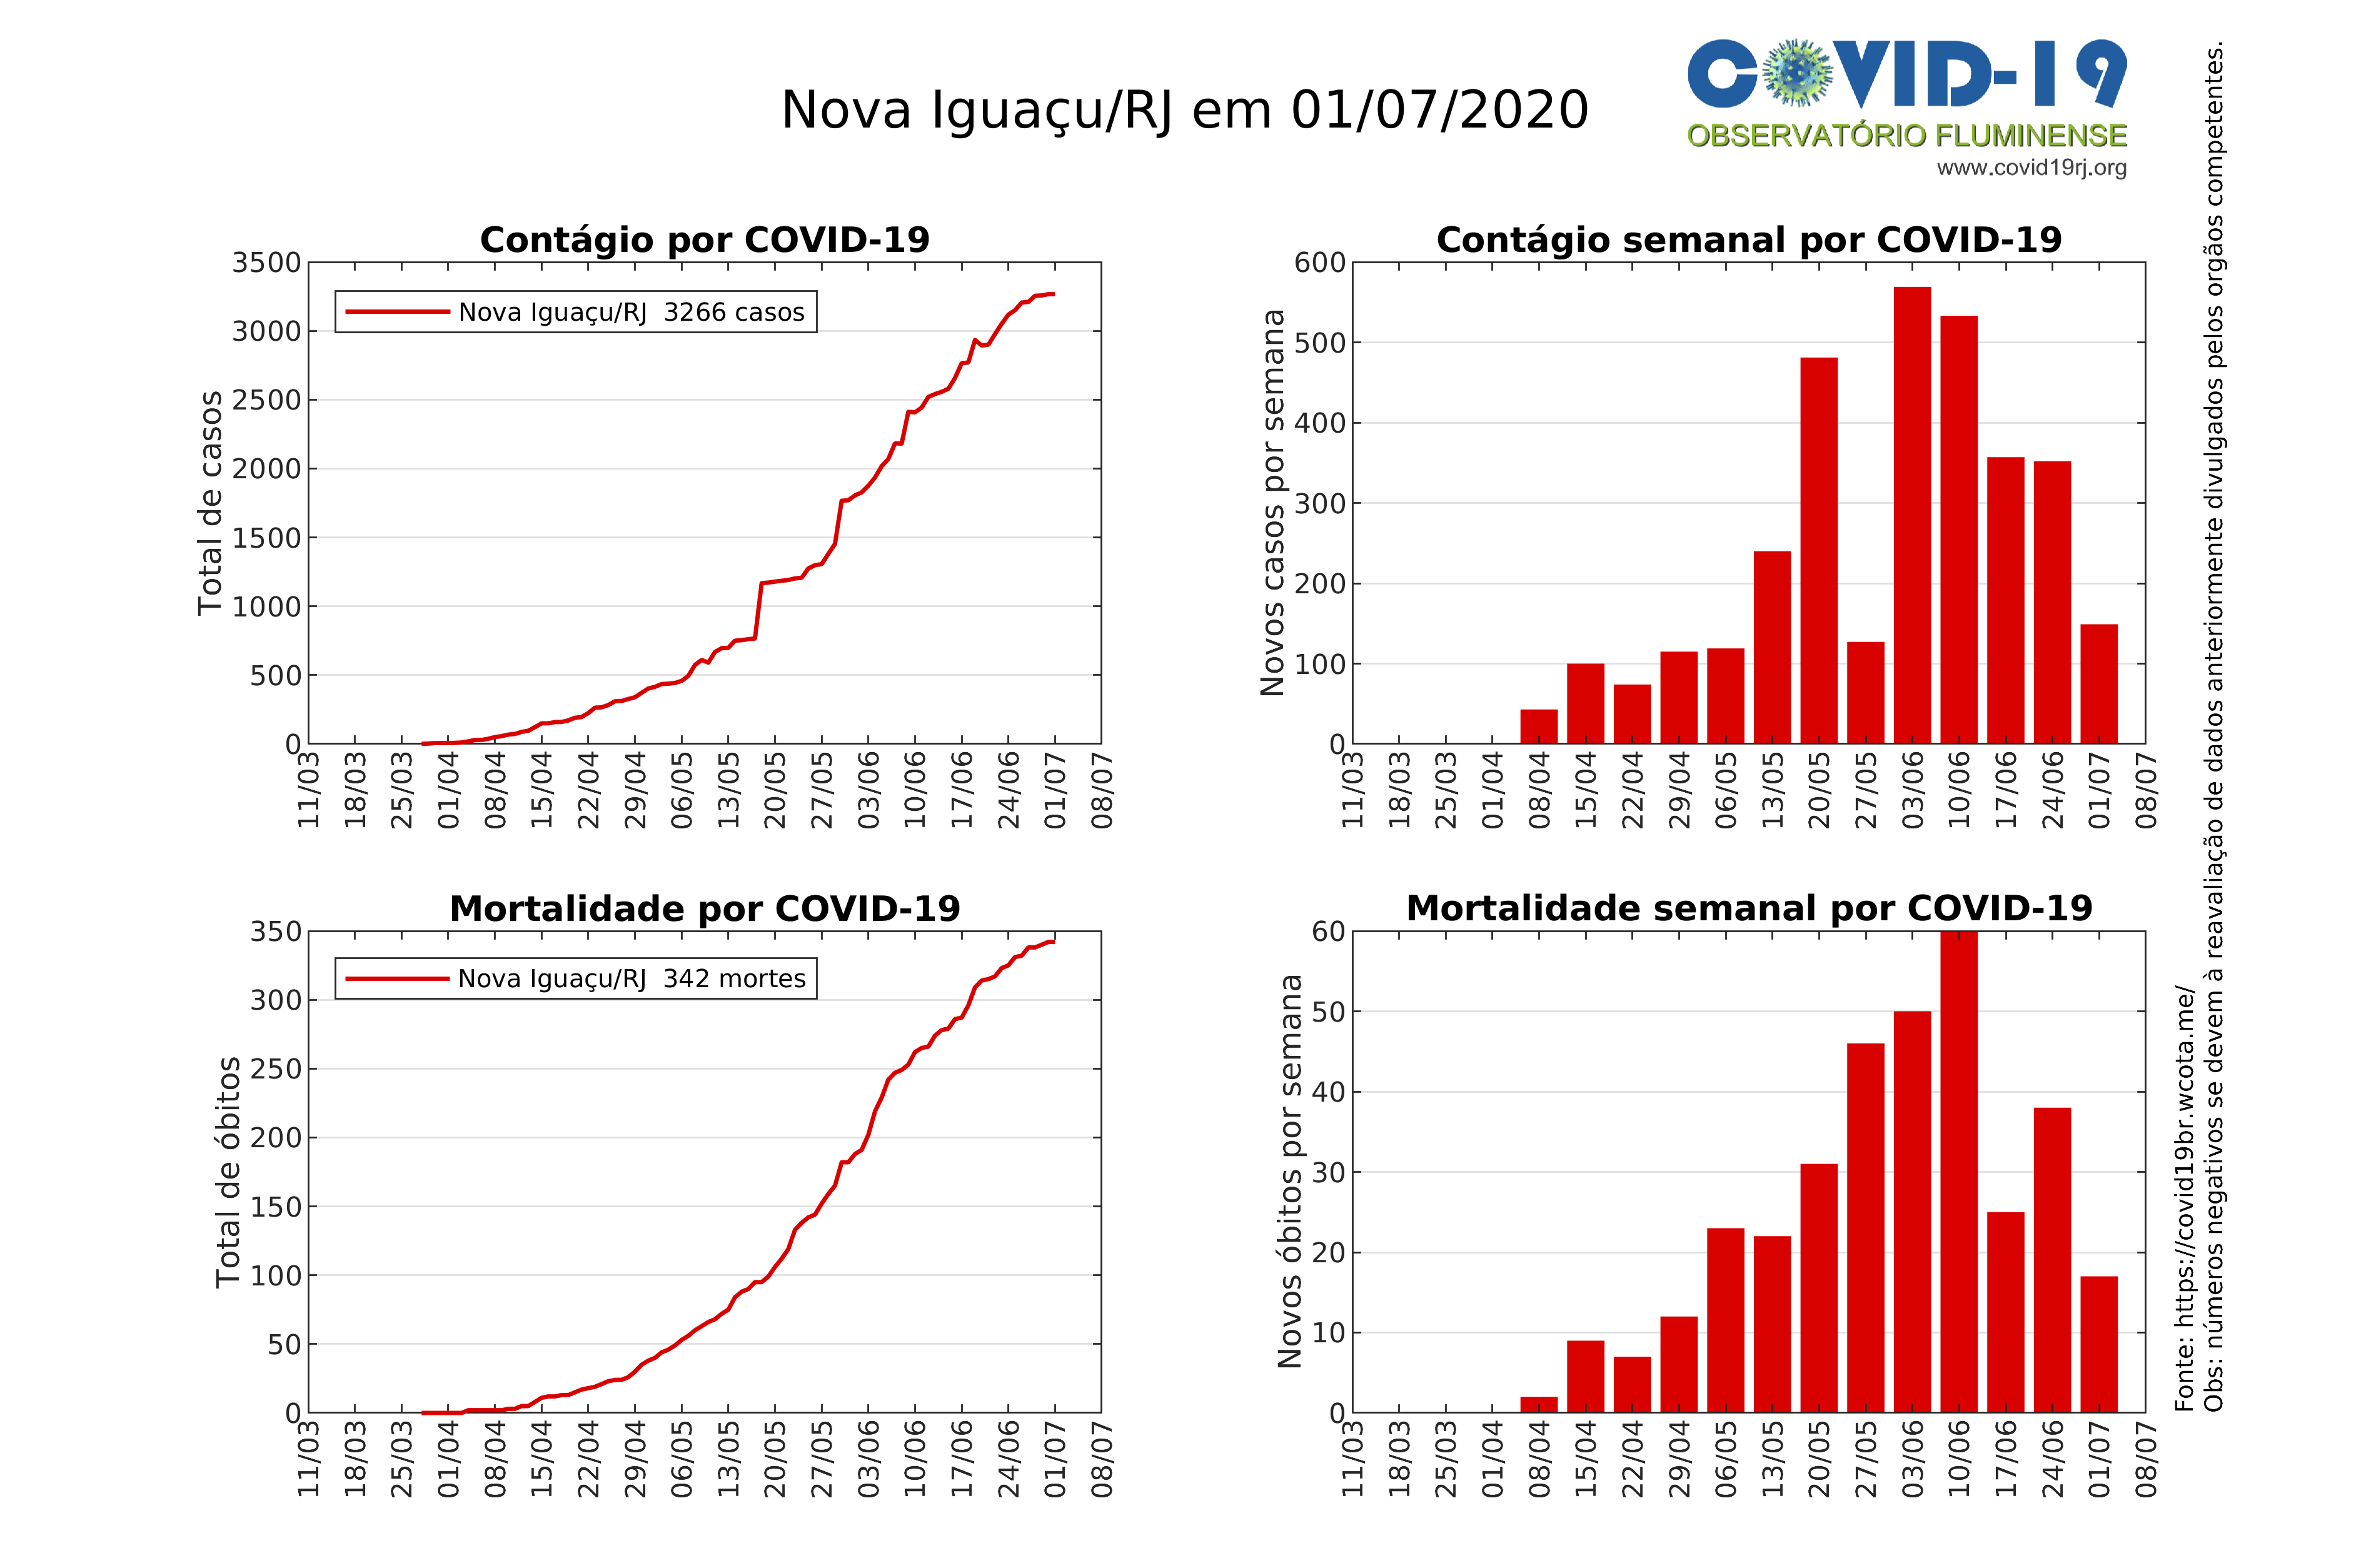 Nova Iguaçu/RJ em 01/07/2020
COVID-19
OBSERVATÓRIO FLUMINENSE
www.covid19rj.org
Contágio por COVID-19
Total de casos
3500
3000
2500
2000
1500
1000
500
0
Nova Iguaçu/RJ 3266 casos
11/03 18/03 25/03 01/04 08/04 15/04 22/04 29/04 06/05 13/05 20/05 27/05 03/06 10/06 17/06 24/06 01/07 08/07
Contágio semanal por COVID-19
Novos casos por semana
600
500
400
300
200
100
0
11/03 18/03 25/03 01/04 08/04 15/04 22/04 29/04 06/05 13/05 20/05 27/05 03/06 10/06 17/06 24/06 01/07 08/07
Mortalidade por COVID-19
Total de óbitos
350
300
250
200
150
100
50
0
Nova Iguaçu/RJ 342 mortes
11/03 18/03 25/03 01/04 08/04 15/04 22/04 29/04 06/05 13/05 20/05 27/05 03/06 10/06 17/06 24/06 01/07 08/07
Mortalidade semanal por COVID-19
Novos óbitos por semana
60
50
40
30
20
10
0
11/03 18/03 25/03 01/04 08/04 15/04 22/04 29/04 06/05 13/05 20/05 27/05 03/06 10/06 17/06 24/06 01/07 08/07
Fonte: https://covid19br.wcota.me/
Obs: números negativos se devem à reavaliação de dados anteriormente divulgados pelos orgãos competentes.